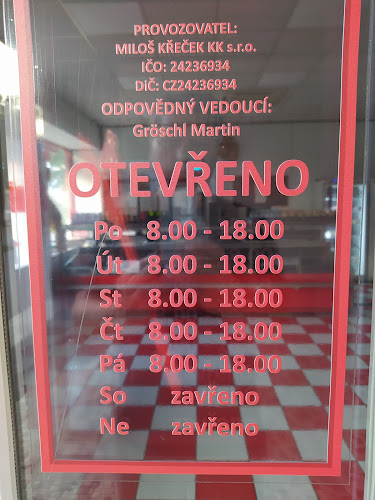 PROVOZOVATEL:
MILOŠ KŘEČEK KK s.r.o.
IČO: 24236934
DIČ: CZ24236934
ODPOVĚDNÝ VEDOUCÍ:
Gröschl Martin
OTEVŘENO
Po 8.00 - 18.00
Út 8.00 - 18.00
St 8.00 - 18.00
Čt 8.00 - 18.00
Pá 8.00 - 18.00
So zavřeno
Ne zavřeno